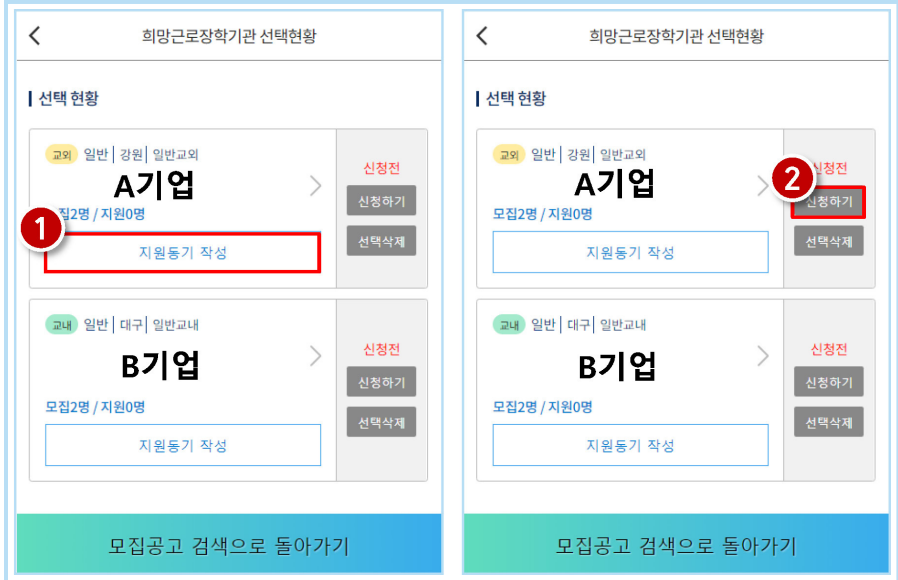 희망근로장학기관 선택현황
선택 현황
교외 일반 | 강원 | 일반교외
A기업
모집2명 / 지원0명
1
지원동기 작성
신청전
신청하기
선택삭제
교내 일반 | 대구 | 일반교내
B기업
모집2명 / 지원0명
지원동기 작성
신청전
신청하기
선택삭제
모집공고 검색으로 돌아가기
희망근로장학기관 선택현황
선택 현황
교외 일반 | 강원 | 일반교외
A기업
모집2명 / 지원0명
지원동기 작성
2
신청전
신청하기
선택삭제
교내 일반 | 대구 | 일반교내
B기업
모집2명 / 지원0명
지원동기 작성
신청전
신청하기
선택삭제
모집공고 검색으로 돌아가기